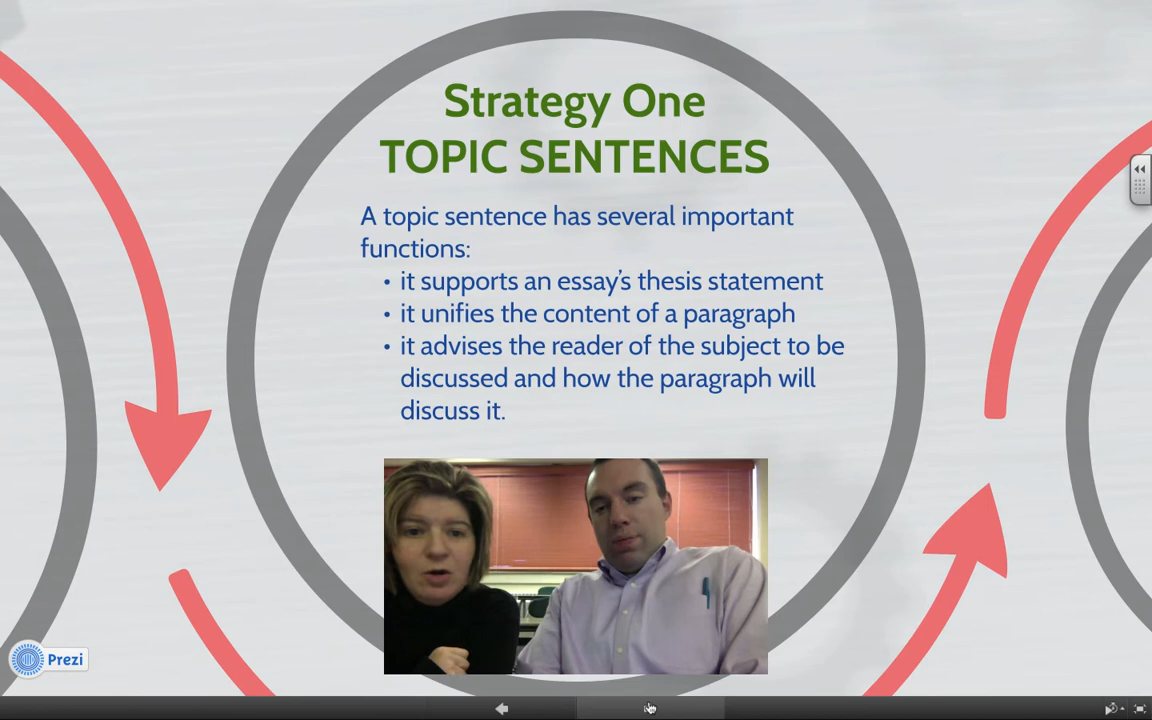 Strategy One
TOPIC SENTENCES
A topic sentence has several important
functions:
• it supports an essay’s thesis statement
• it unifies the content of a paragraph
• it advises the reader of the subject to be
discussed and how the paragraph will
discuss it.
Prezi